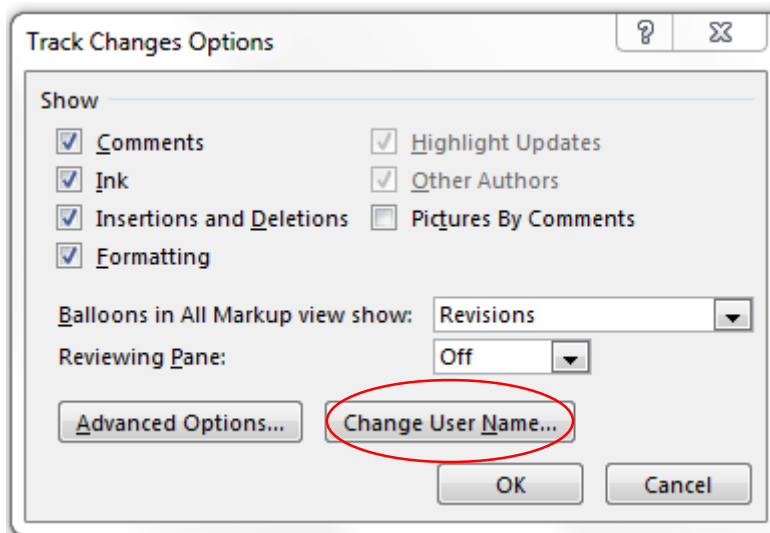 Track Changes Options
Show
Comments
Highlight Updates
Ink
Other Authors
Insertions and Deletions
Pictures By Comments
Formatting
Balloons in All Markup view show: Revisions
Reviewing Pane: Off
Advanced Options... Change User Name...
OK Cancel